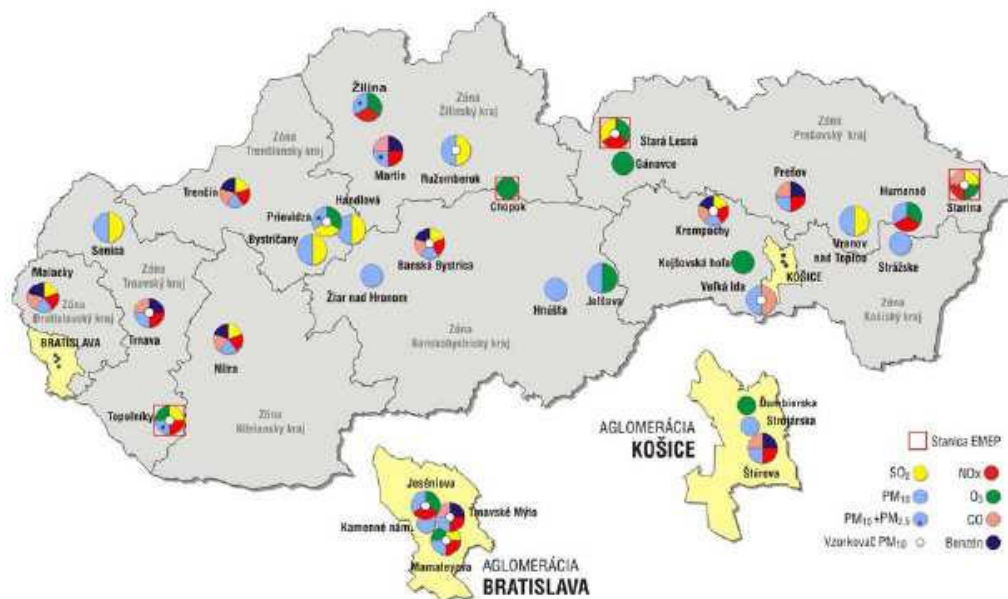 Žilina
Zóna
Žilinský kraj
Zóna
Trenčiansky kraj
Martin
Ružomberok
Stará Lesná
Gánovce
Zóna
Prešovský kraj
Prešov
Humenné
Starina
Trenčín
Handlová
Prievidza
Bystričany
Chopok
Krompachy
Vranov
nad Topľou
Strážske
Senica
Banská Bystrica
Žiar nad Hronom
Hnúšťa
Jelšava
Kojšovská hoľa
KOŠICE
Veľká Ida
Zóna
Košický kraj
Malacky
Zóna
Trnavský kraj
Zóna
Bratislavský kraj
BRATISLAVA
Trnava
Nitra
Zóna
Banskobystrický kraj
Topoľníky
Zóna
Nitriansky kraj
AGLOMERÁCIA
KOŠICE
Ďumbierska
Strojárska
Štúrova
Jeséniova
Trnavské Mýto
Kamenné nám.
Mamateyova
AGLOMERÁCIA
BRATISLAVA
Stanica EMEP
SO2
NOx
PM10
O3
PM10+PM2.5
CO
Vzorkovač PM10
Benzén